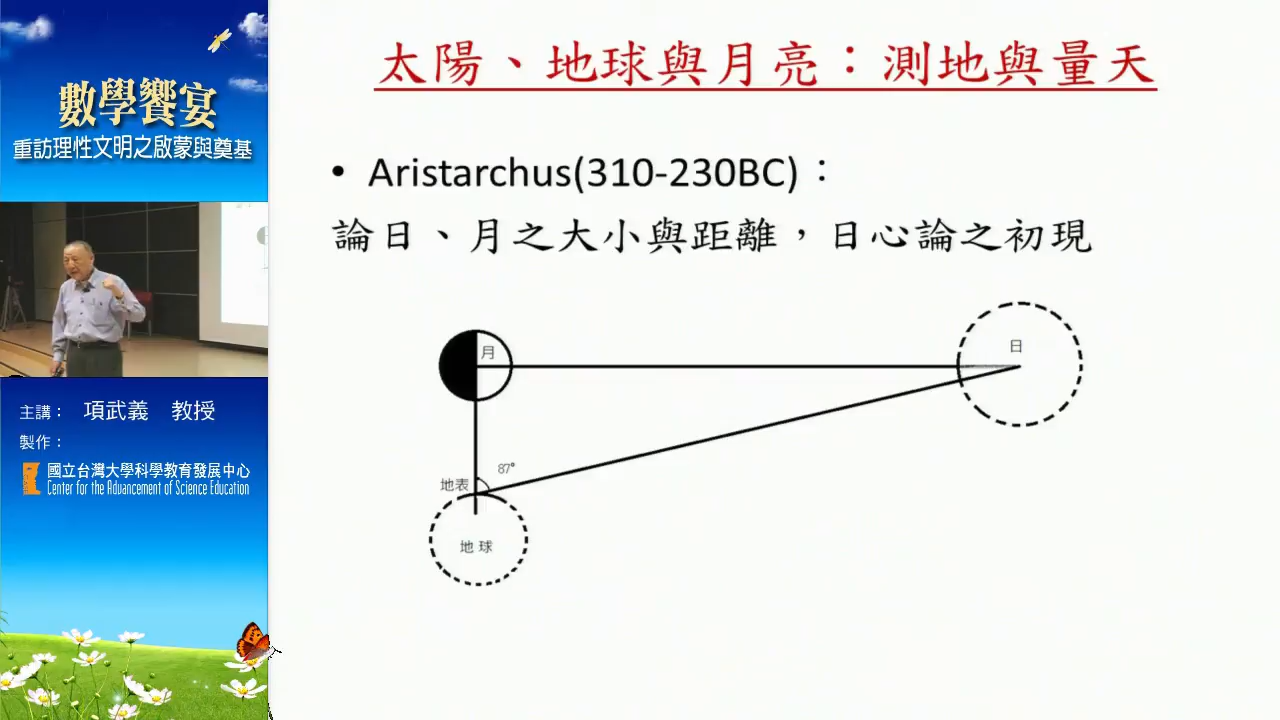 數學饗宴
重訪理性文明之啟蒙與奠基
主講： 項武義 教授
製作：
國立台灣大學科學教育發展中心
Center for the Advancement of Science Education
太陽、地球與月亮：測地與量天
• Aristarchus(310-230BC)：
論日、月之大小與距離，日心論之初現
月
日
87°
地表
地球